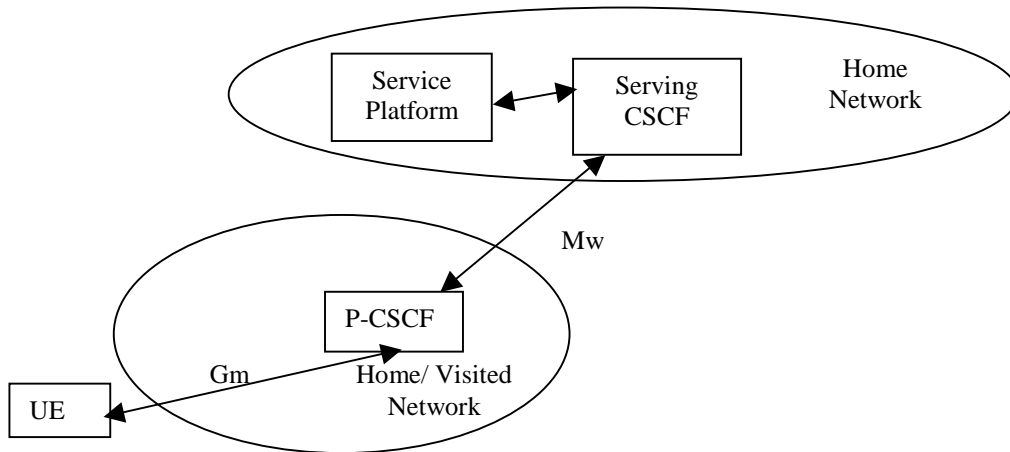 Service
Platform
Serving
CSCF
Home
Network
Mw
P-CSCF
Gm
Home/ Visited
Network
UE